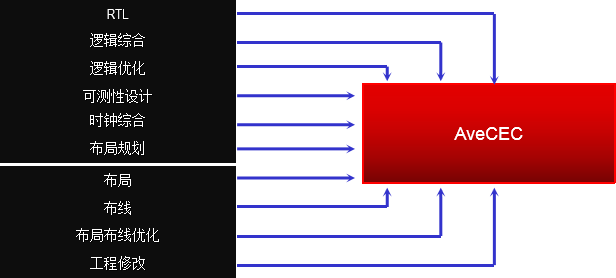 RTL
逻辑综合
逻辑优化
可测性设计
时钟综合
布局规划
布局
布线
布局布线优化
工程修改
AveCEC